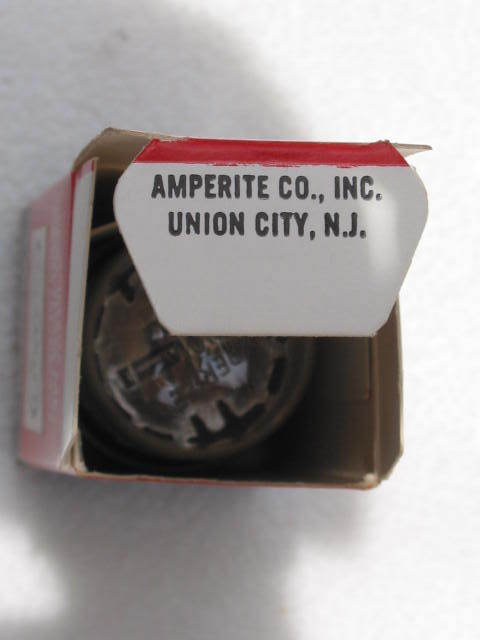 AMPERITE CO., INC.
UNION CITY, N.J.